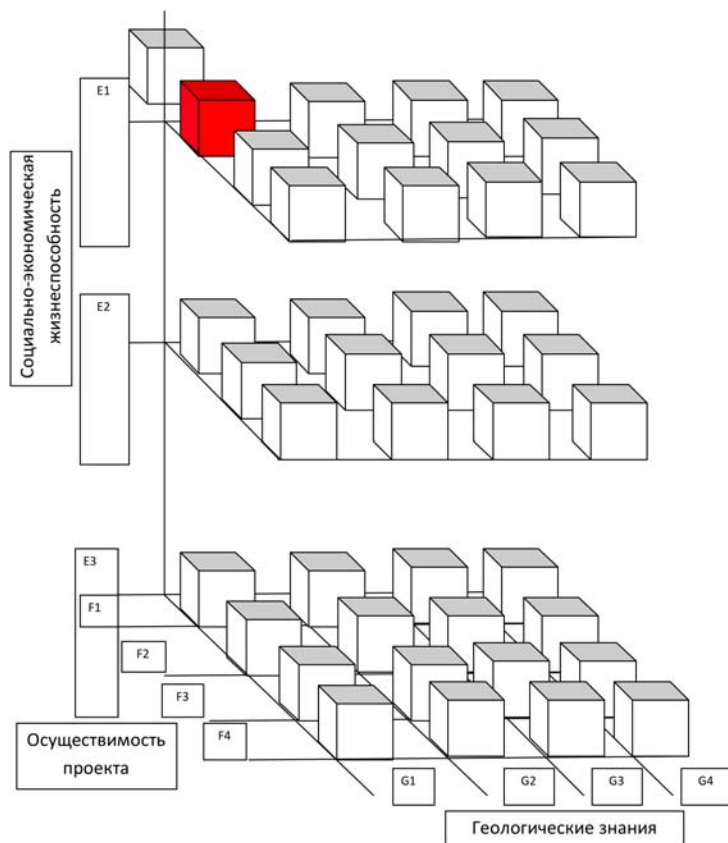 E1
Социально-экономическая
жизнеспособность
E2
E3
F1
F2
F3
F4
Осуществимость
проекта
G1
G2
G3
G4
Геологические знания